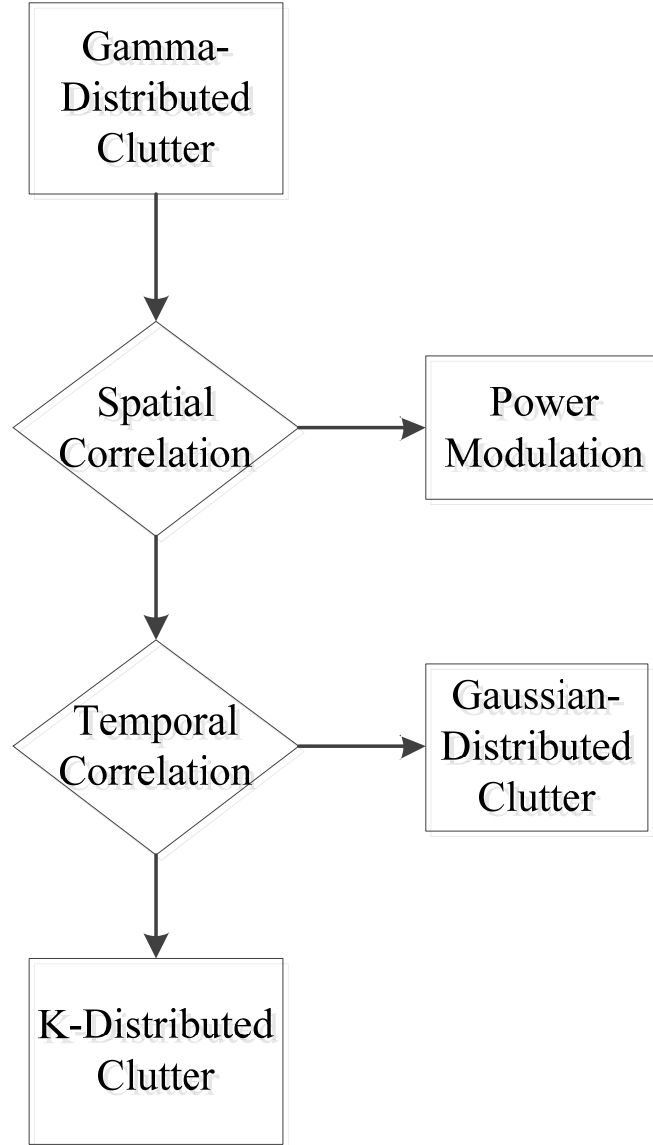 Gamma-
Distributed
Clutter
Spatial
Correlation
Power
Modulation
Temporal
Correlation
Gaussian-
Distributed
Clutter
K-Distributed
Clutter